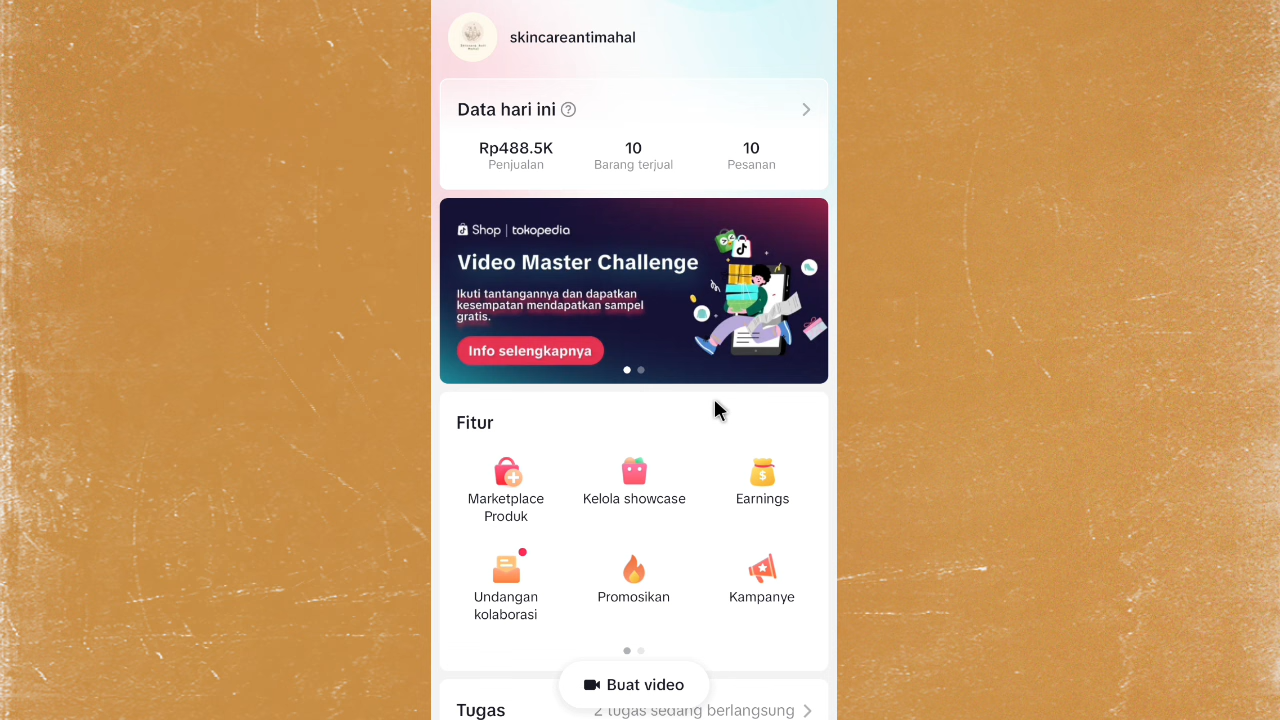 skincareantimahal
Data hari ini
Rp488.5K 10 10
Penjualan Barang terjual Pesanan
Shop | tokopedia
Video Master Challenge
Ikuti tantangannya dan dapatkan
kesempatan mendapatkan sampel
gratis.
Info selengkapnya
Fitur
Marketplace Produk
Kelola showcase
Earnings
Undangan kolaborasi
Promosikan
Kampanye
Buat video
Tugas 2 tugas sedang berlangsung